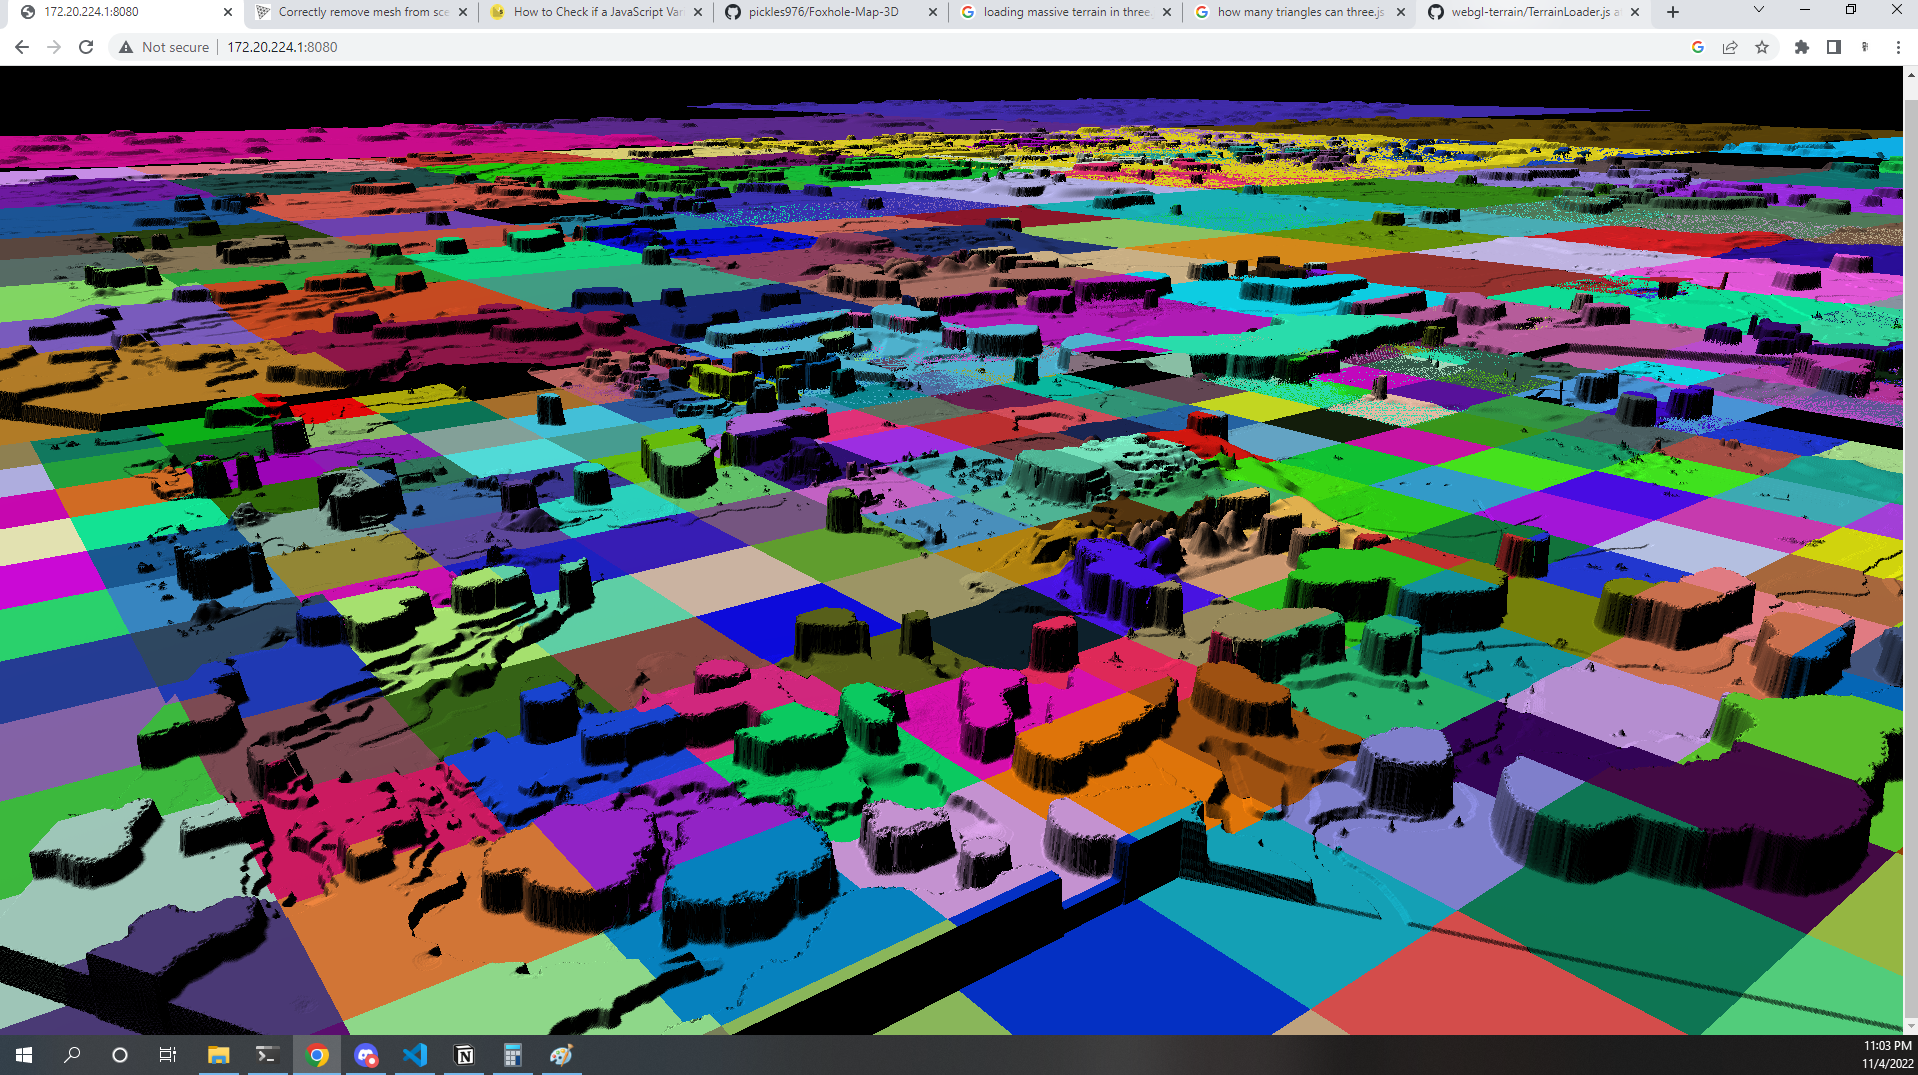 172.20.224.1:8080
Correctly remove mesh from sce
How to Check if a JavaScript Var
pickles976/Foxhole-Map-3D
loading massive terrain in three.
how many triangles can three.js
webgl-terrain/TerrainLoader.js a
Not secure
172.20.224.1:8080
11:03 PM
11/4/2022